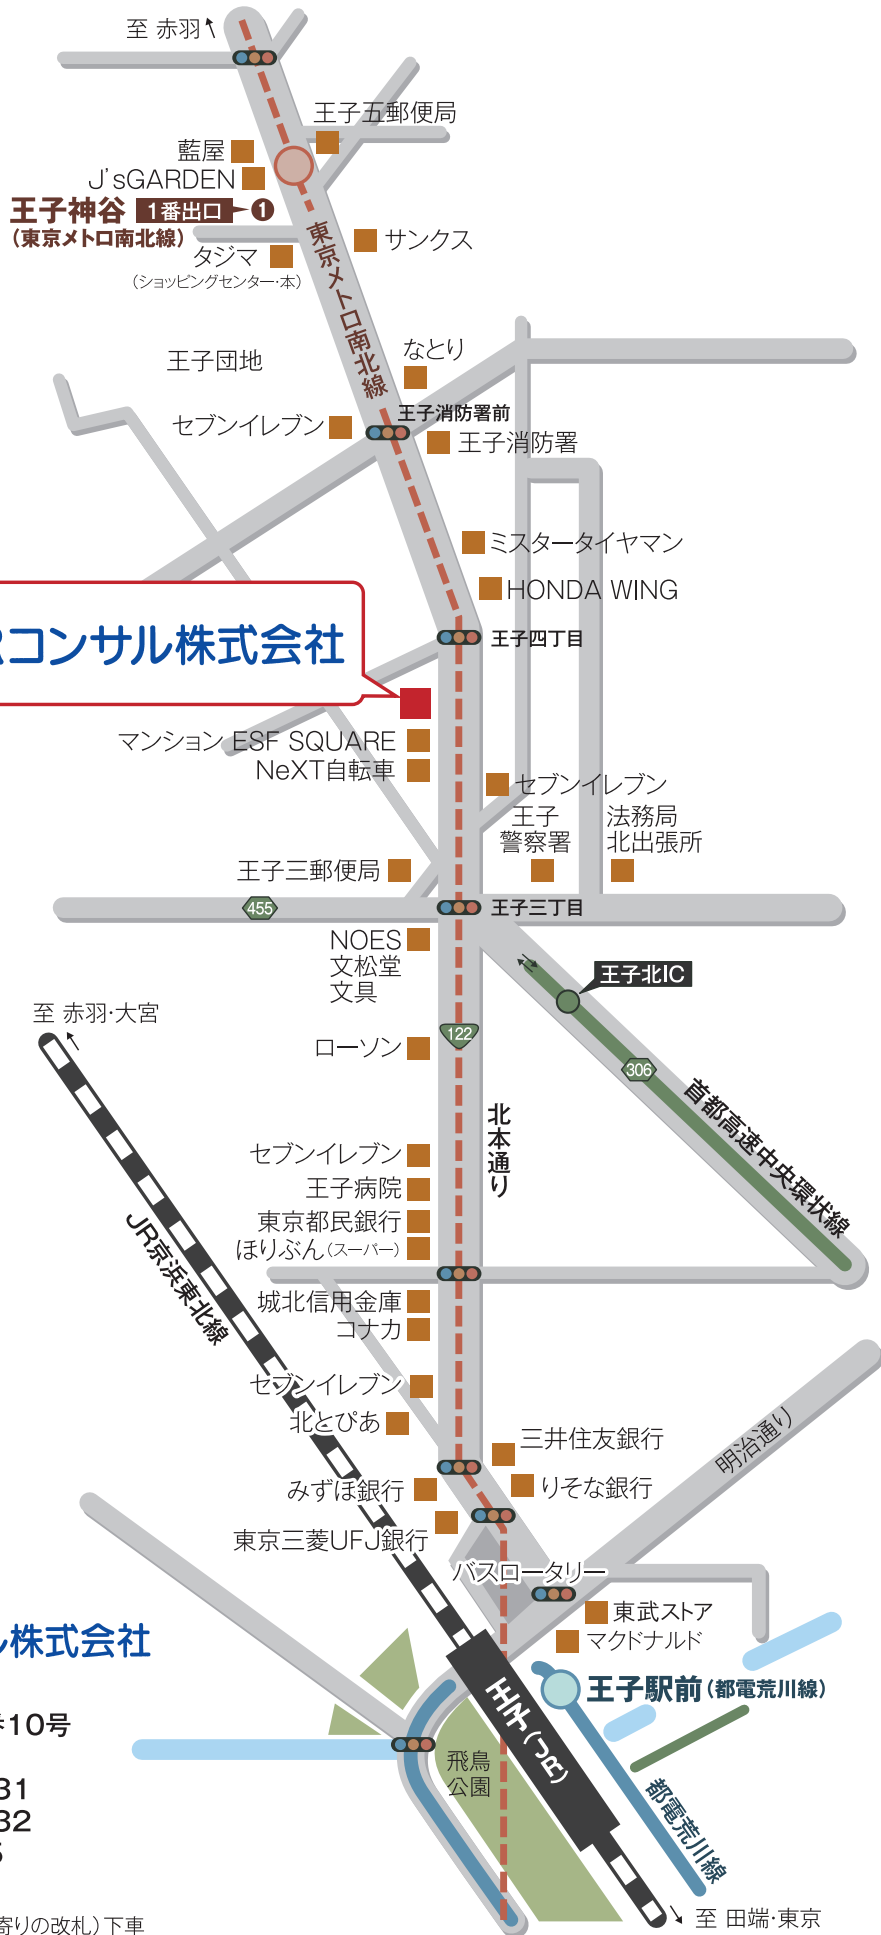 至 赤羽
王子五郵便局
藍屋
J'sGARDEN
王子神谷 1番出口 1
(東京メトロ南北線)
サンクス
タジマ
(ショッピングセンター・本)
東京メトロ南北線
王子団地
なとり
王子消防署前
セブンイレブン
王子消防署
ミスタータイヤマン
HONDA WING
コンサル株式会社
王子四丁目
マンション ESF SQUARE
NeXT自転車
セブンイレブン
王子
警察署
法務局
北出張所
王子三郵便局
455
王子三丁目
NOES
文松堂
文具
王子北IC
至 赤羽・大宮
122
ローソン
306
首都高速中央環状線
北本通り
セブンイレブン
王子病院
東京都民銀行
ほりぶん(スーパー)
JR京浜東北線
城北信用金庫
コナカ
セブンイレブン
北とぴあ
三井住友銀行
明治通り
みずほ銀行
りそな銀行
東京三菱UFJ銀行
バスロータリー
東武ストア
マクドナルド
株式会社
王子(JR)
王子駅前(都電荒川線)
10号
飛鳥
公園
31
32
都電荒川線
寄りの改札)下車
至 田端・東京